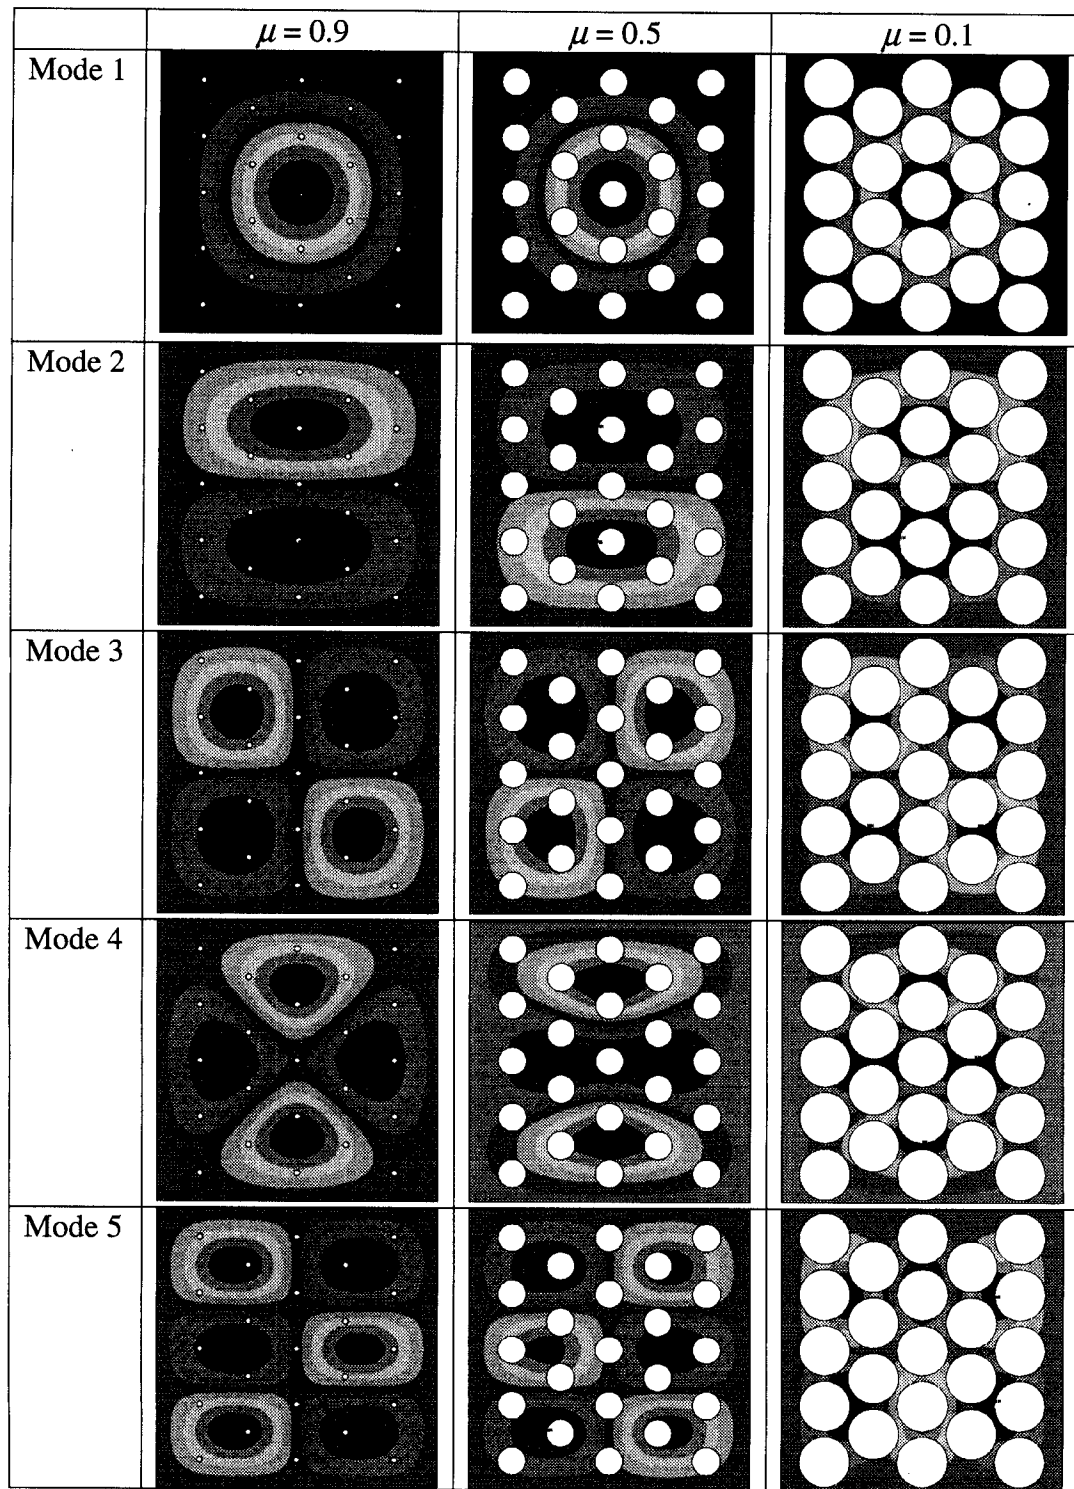 μ = 0.9 μ = 0.5 μ = 0.1
Mode 1
Mode 2
Mode 3
Mode 4
Mode 5